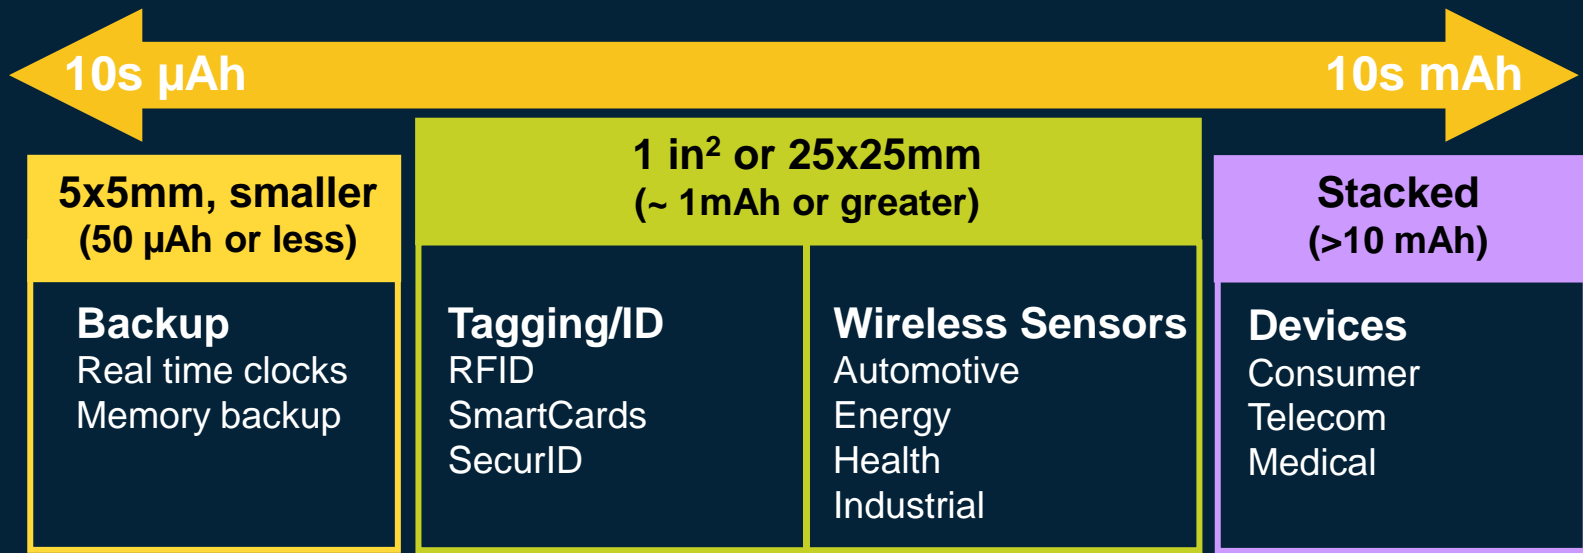 10s µAh
10s mAh
5x5mm, smaller
(50 µAh or less)
Backup
Real time clocks
Memory backup
1 in² or 25x25mm
(~ 1mAh or greater)
Tagging/ID
RFID
SmartCards
SecurID
Wireless Sensors
Automotive
Energy
Health
Industrial
Stacked
(>10 mAh)
Devices
Consumer
Telecom
Medical